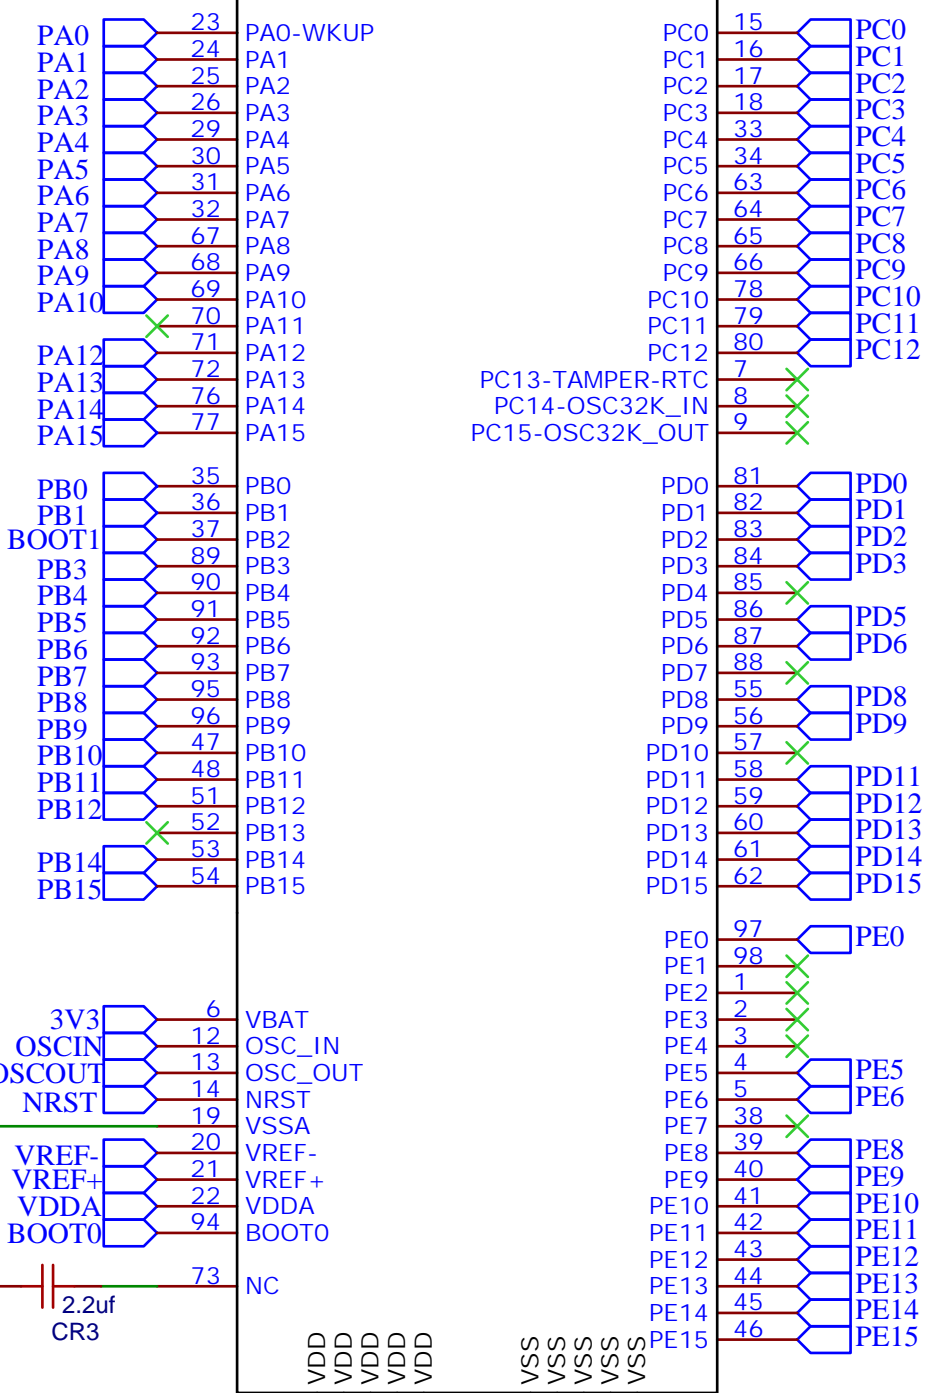 PA0 23 PA0-WKUP PC0 15 PC0
PA1 24 PA1 PC1 16 PC1
PA2 25 PA2 PC2 17 PC2
PA3 26 PA3 PC3 18 PC3
PA4 29 PA4 PC4 33 PC4
PA5 30 PA5 PC5 34 PC5
PA6 31 PA6 PC6 63 PC6
PA7 32 PA7 PC7 64 PC7
PA8 67 PA8 PC8 65 PC8
PA9 68 PA9 PC9 66 PC9
PA10 69 PA10 PC10 78 PC10
70 PA11 PC11 79 PC11
PA12 71 PA12 PC12 80 PC12
PA13 72 PA13 PC13-TAMPER-RTC 7
PA14 76 PA14 PC14-OSC32K_IN 8
PA15 77 PA15 PC15-OSC32K_OUT 9
PB0 35 PB0 PD0 81 PD0
PB1 36 PB1 PD1 82 PD1
BOOT1 37 PB2 PD2 83 PD2
PB3 89 PB3 PD3 84 PD3
PB4 90 PB4 PD4 85
PB5 91 PB5 PD5 86 PD5
PB6 92 PB6 PD6 87 PD6
PB7 93 PB7 PD7 88
PB8 95 PB8 PD8 55 PD8
PB9 96 PB9 PD9 56 PD9
PB10 47 PB10 PD10 57
PB11 48 PB11 PD11 58 PD11
PB12 51 PB12 PD12 59 PD12
52 PB13 PD13 60 PD13
PB14 53 PB14 PD14 61 PD14
PB15 54 PB15 PD15 62 PD15
PE0 97 PE0
PE1 98
PE2 1
3V3 6 VBAT PE3 2
OSCIN 12 OSC_IN PE4 3
OSCOUT 13 OSC_OUT PE5 4 PE5
NRST 14 NRST PE6 5 PE6
19 VSSA PE7 38
VREF- 20 VREF- PE8 39 PE8
VREF+ 21 VREF+ PE9 40 PE9
VDDA 22 VDDA PE10 41 PE10
BOOT0 94 BOOT0 PE11 42 PE11
PE12 43 PE12
73 NC PE13 44 PE13
2.2uf PE14 45 PE14
CR3 PE15 46 PE15
VDD VDD VDD VDD VDD VSS VSS VSS VSS VSS